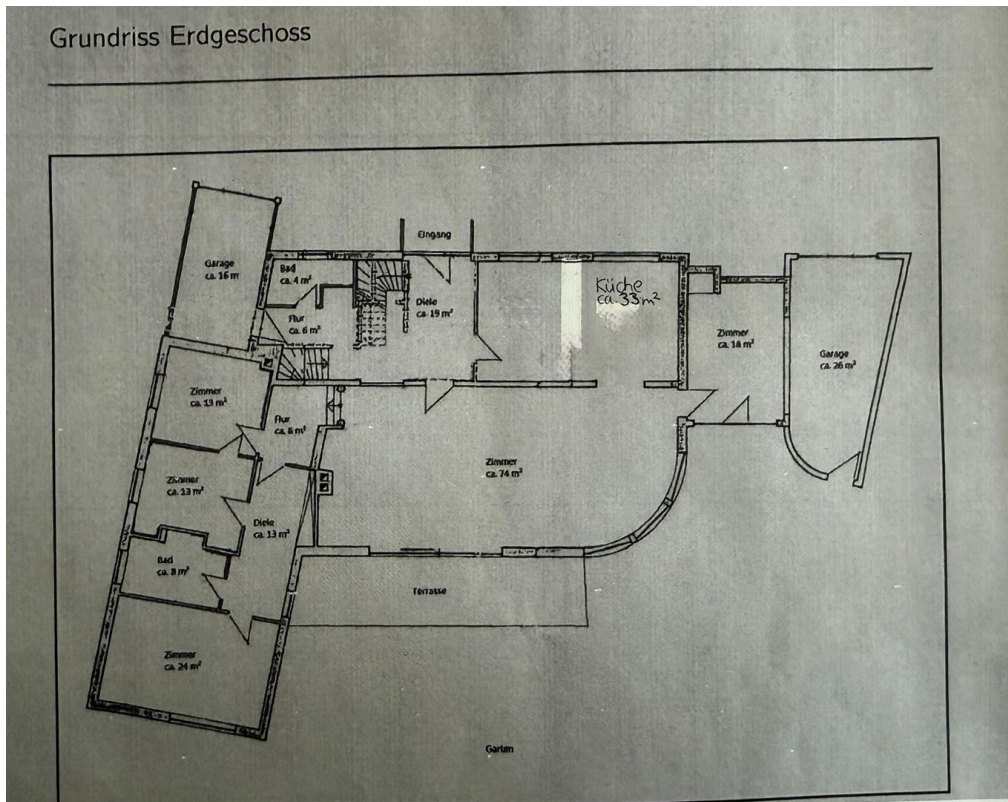 Grundriss Erdgeschoss
Eingang
Garage
ca. 16 m
Bad
ca. 4 m²
Diele
ca. 19 m²
Küche
ca. 33 m²
Flur
ca. 6 m²
Zimmer
ca. 18 m²
Garage
ca. 26 m²
Zimmer
ca. 13 m²
Flur
ca. 8 m²
Zimmer
ca. 74 m²
Zimmer
ca. 13 m²
Diele
ca. 13 m²
Bad
ca. 8 m²
Terrasse
Zimmer
ca. 24 m²
Garten